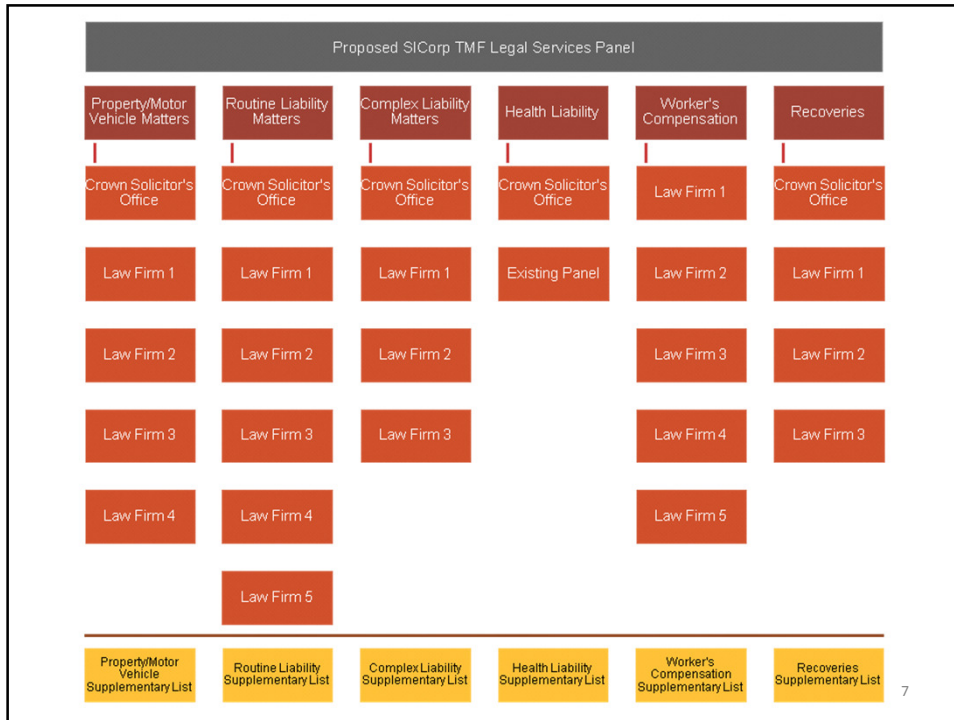 Proposed SICorp TMF Legal Services Panel
Property/Motor
Vehicle Matters
Routine Liability
Matters
Complex Liability
Matters
Health Liability
Worker's
Compensation
Recoveries
Crown Solicitor's
Office
Crown Solicitor's
Office
Crown Solicitor's
Office
Crown Solicitor's
Office
Law Firm 1
Crown Solicitor's
Office
Law Firm 1
Law Firm 1
Law Firm 1
Existing Panel
Law Firm 2
Law Firm 1
Law Firm 2
Law Firm 2
Law Firm 2
Law Firm 3
Law Firm 2
Law Firm 3
Law Firm 3
Law Firm 3
Law Firm 4
Law Firm 3
Law Firm 4
Law Firm 4
Law Firm 5
Law Firm 5
Property/Motor
Vehicle
Supplementary List
Routine Liability
Supplementary List
Complex Liability
Supplementary List
Health Liability
Supplementary List
Worker's
Compensation
Supplementary List
Recoveries
Supplementary List
7